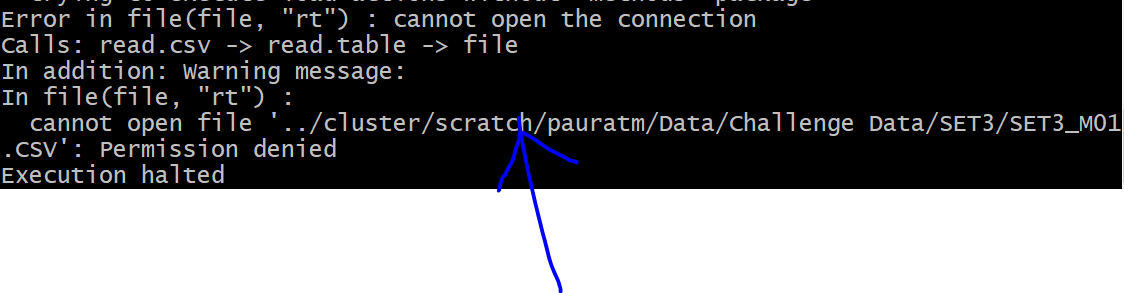 Error in file(file, "rt") : cannot open the connection
Calls: read.csv -> read.table -> file
In addition: Warning message:
In file(file, "rt") :
  cannot open file '../cluster/scratch/pauratm/Data/Challenge Data/SET3/SET3_M01
.CSV': Permission denied
Execution halted